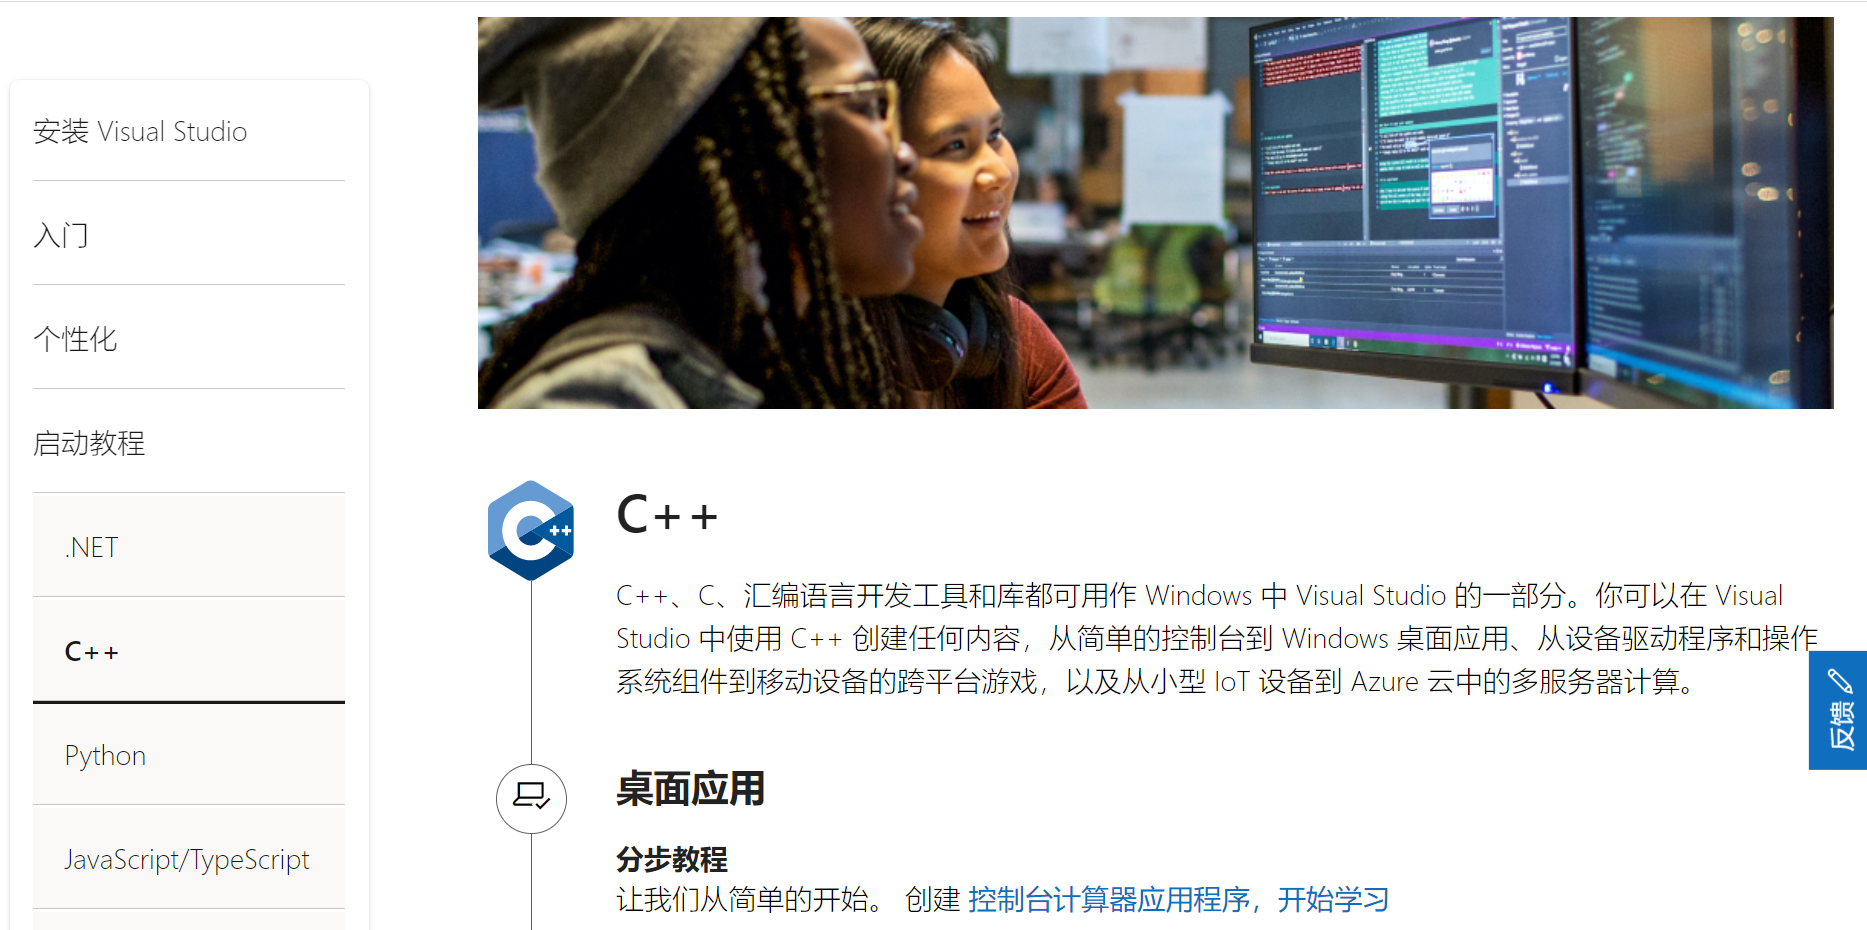 安装 Visual Studio
入门
个性化
启动教程
.NET
C++
Python
JavaScript/TypeScript
C++
C++、C、汇编语言开发工具和库都可用作 Windows 中 Visual Studio 的一部分。你可以在 Visual
Studio 中使用 C++ 创建任何内容，从简单的控制台到 Windows 桌面应用、从设备驱动程序和操作
系统组件到移动设备的跨平台游戏，以及从小型 IoT 设备到 Azure 云中的多服务器计算。
桌面应用
分步教程
让我们从简单的开始。 创建 控制台计算器应用程序，开始学习
反馈